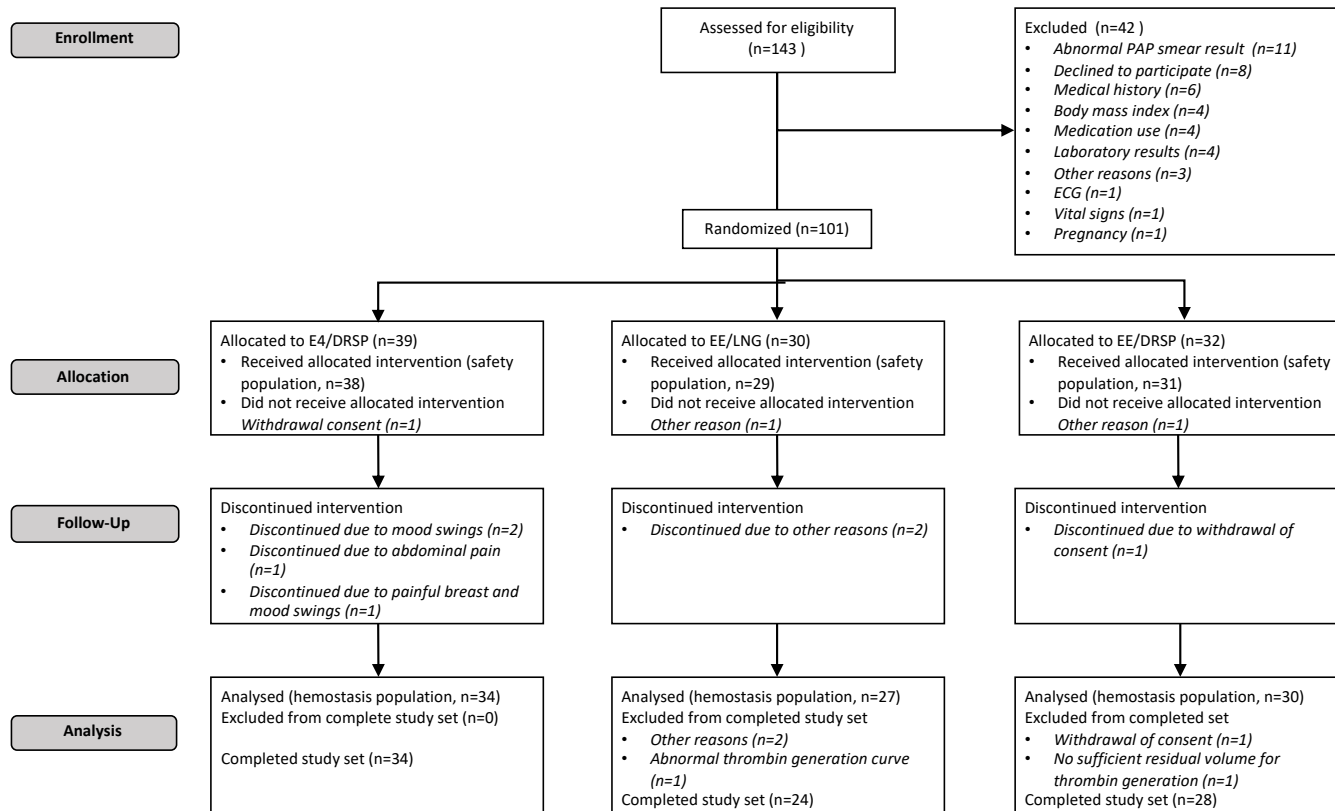 Enrollment
Assessed for eligibility
(n=143 )
Excluded (n=42 )
• Abnormal PAP smear result (n=11)
• Declined to participate (n=8)
• Medical history (n=6)
• Body mass index (n=4)
• Medication use (n=4)
• Laboratory results (n=4)
• Other reasons (n=3)
• ECG (n=1)
• Vital signs (n=1)
• Pregnancy (n=1)
Randomized (n=101)
Allocation
Allocated to E4/DRSP (n=39)
• Received allocated intervention (safety
population, n=38)
• Did not receive allocated intervention
Withdrawal consent (n=1)
Allocated to EE/LNG (n=30)
• Received allocated intervention (safety
population, n=29)
• Did not receive allocated intervention
Other reason (n=1)
Allocated to EE/DRSP (n=32)
• Received allocated intervention (safety
population, n=31)
• Did not receive allocated intervention
Other reason (n=1)
Follow-Up
Discontinued intervention
• Discontinued due to mood swings (n=2)
• Discontinued due to abdominal pain
(n=1)
• Discontinued due to painful breast and
mood swings (n=1)
Discontinued intervention
• Discontinued due to other reasons (n=2)
Discontinued intervention
• Discontinued due to withdrawal of
consent (n=1)
Analysis
Analysed (hemostasis population, n=34)
Excluded from complete study set (n=0)
Completed study set (n=34)
Analysed (hemostasis population, n=27)
Excluded from completed study set
• Other reasons (n=2)
• Abnormal thrombin generation curve
(n=1)
Completed study set (n=24)
Analysed (hemostasis population, n=30)
Excluded from completed set
• Withdrawal of consent (n=1)
• No sufficient residual volume for
thrombin generation (n=1)
Completed study set (n=28)